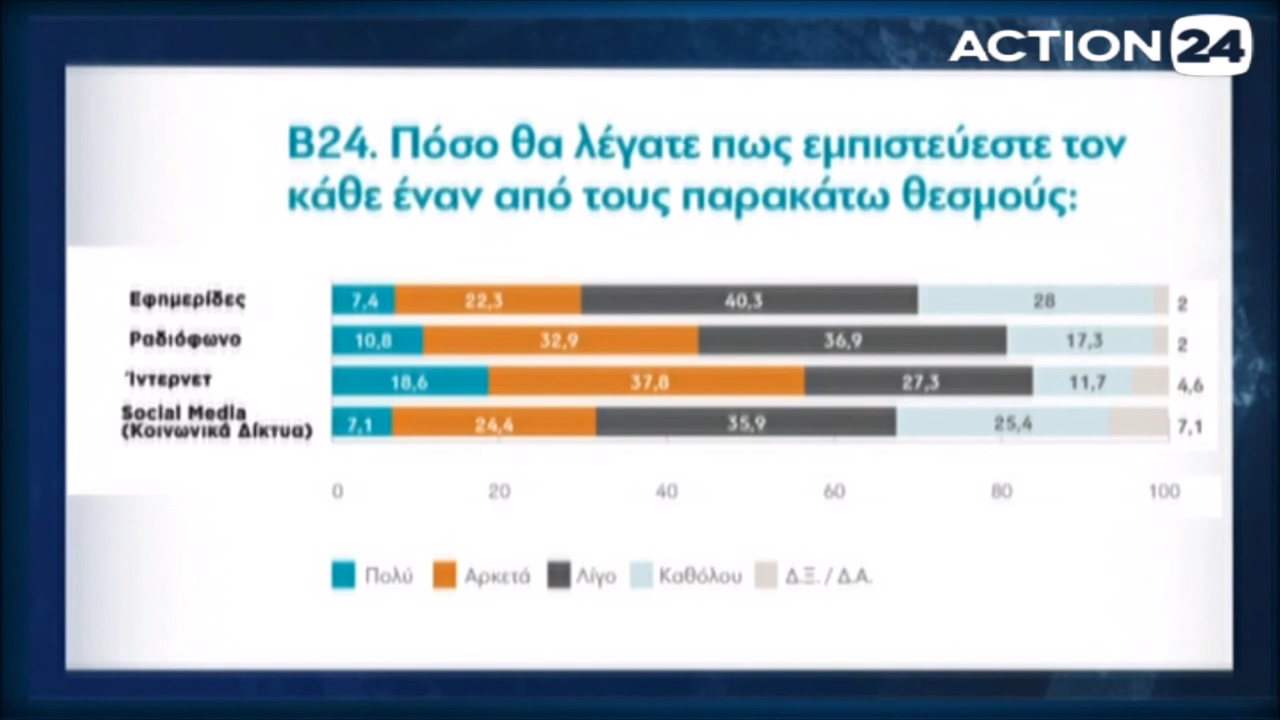 ACTION 24
B24. Πόσο θα λέγατε πως εμπιστεύεστε τον
κάθε έναν από τους παρακάτω θεσμούς:
Εφημερίδες 7,4 22,3 40,3 28 2
Ραδιόφωνο 10,8 32,9 36,9 17,3 2
Ίντερνετ 18,6 37,8 27,3 11,7 4,6
Social Media
(Κοινωνικά Δίκτυα) 7,1 24,4 35,9 25,4 7,1
0 20 40 60 80 100
Πολύ Αρκετά Λίγο Καθόλου Δ.Ξ. / Δ.Α.